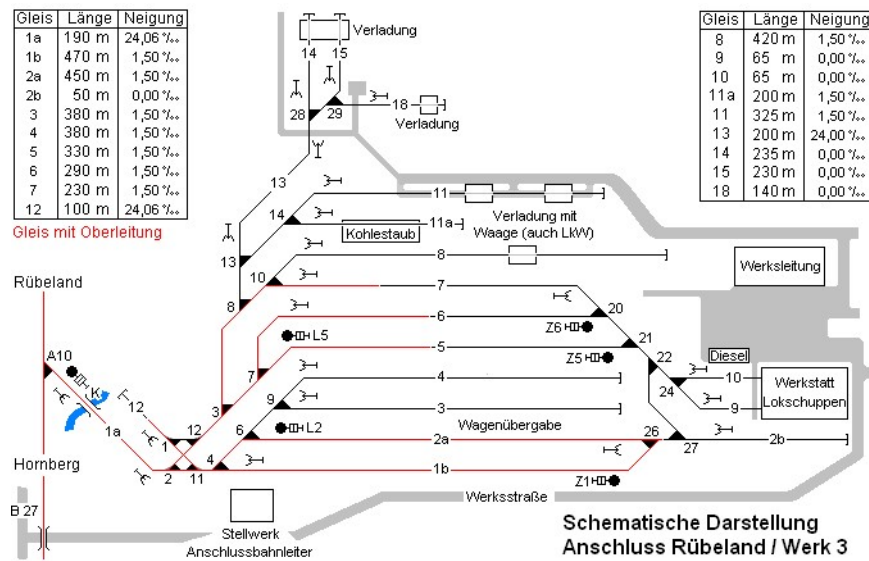 Gleis Länge Neigung
1a 190 m 24,06 ‰
1b 470 m 1,50 ‰
2a 450 m 1,50 ‰
2b 50 m 0,00 ‰
3 380 m 1,50 ‰
4 380 m 1,50 ‰
5 330 m 1,50 ‰
6 290 m 1,50 ‰
7 230 m 1,50 ‰
12 100 m 24,06 ‰
Gleis mit Oberleitung
Gleis Länge Neigung
8 420 m 1,50 ‰
9 65 m 0,00 ‰
10 65 m 0,00 ‰
11a 200 m 1,50 ‰
11 325 m 1,50 ‰
13 200 m 24,00 ‰
14 235 m 0,00 ‰
15 230 m 0,00 ‰
18 140 m 0,00 ‰
Verladung
14 15
28 29 18
Verladung
13
11
14 11a
Kohlestaub
Verladung mit
Waage (auch LkW)
13
8
10
7
8
Werksleitung
Rübeland
20
6
L5
Z6
21
5
Z5
22
Diesel
A10
K
7
4
10
24
Werkstatt
Lokschuppen
12
9
3
9
3
12
L2
Wagenübergabe
1a
1
6
2a
26
27
2b
2 11
4
1b
Hornberg
Z1
B 27
Werksstraße
Stellwerk
Anschlussbahnleiter
Schematische Darstellung
Anschluss Rübeland / Werk 3